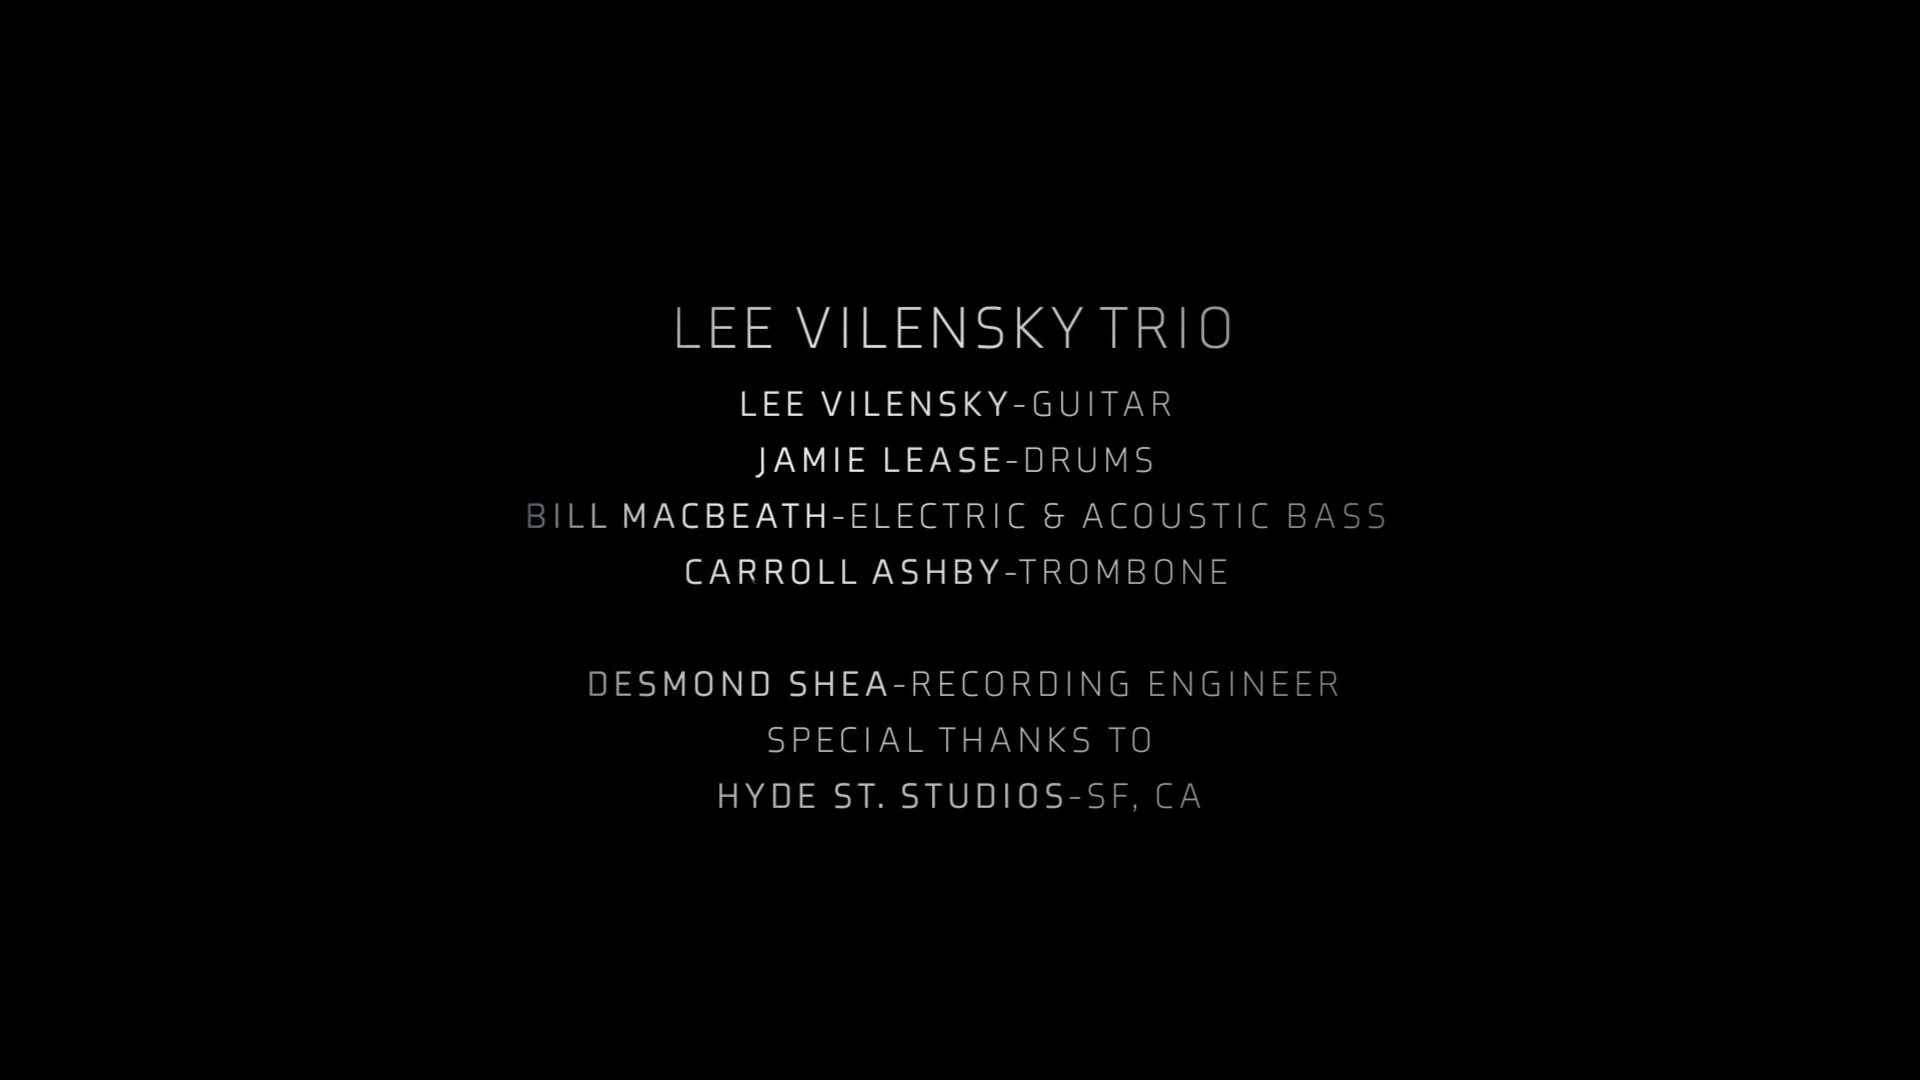 LEE VILENSKY TRIO
LEE VILENSKY-GUITAR
JAMIE LEASE-DRUMS
BILL MACBEATH-ELECTRIC & ACOUSTIC BASS
CARROLL ASHBY-TROMBONE
DESMOND SHEA-RECORDING ENGINEER
SPECIAL THANKS TO
HYDE ST. STUDIOS-SF, CA